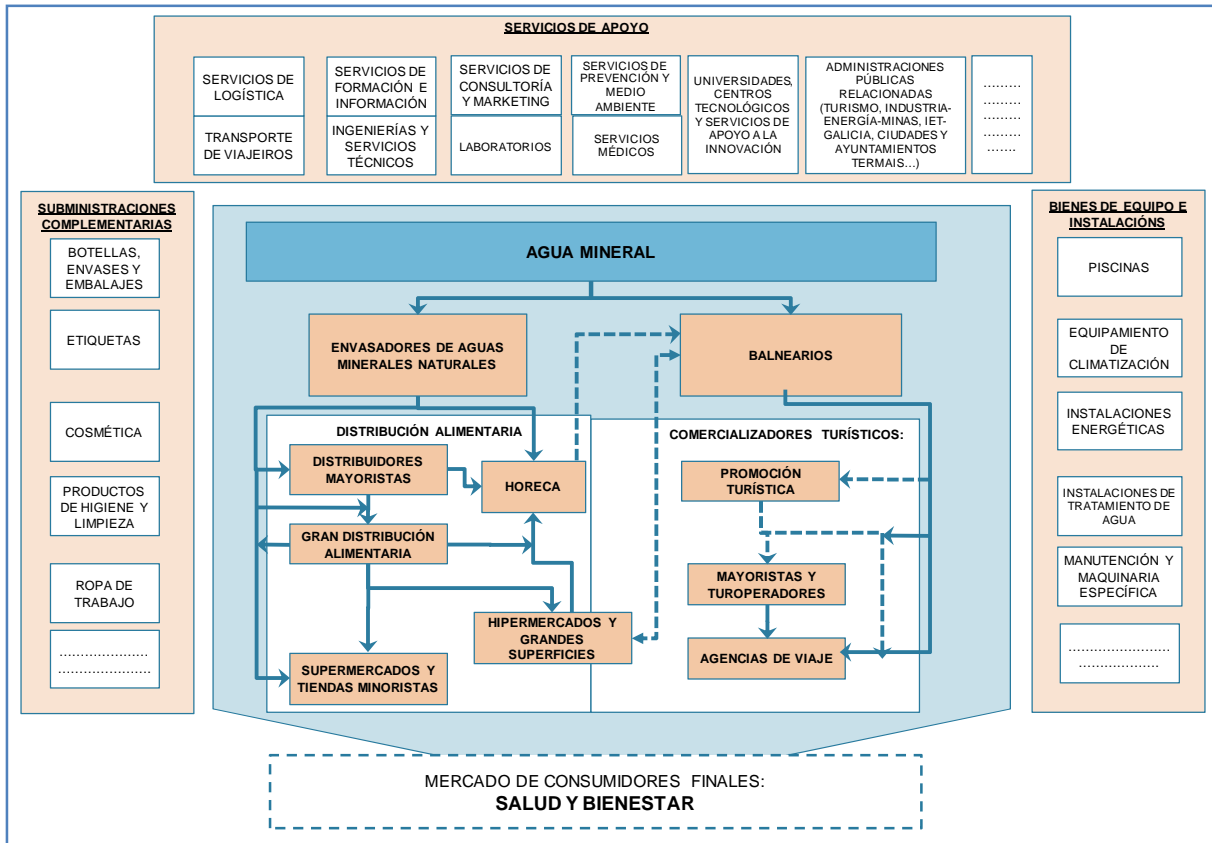 SERVICIOS DE APOYO
SERVICIOS DE
LOGÍSTICA
TRANSPORTE
DE VIAJEIROS
SERVICIOS DE
FORMACIÓN E
INFORMACIÓN
INGENIERÍAS Y
SERVICIOS
TÉCNICOS
SERVICIOS DE
CONSULTORÍA
Y MARKETING
LABORATORIOS
SERVICIOS DE
PREVENCIÓN Y
MEDIO
AMBIENTE
SERVICIOS
MÉDICOS
UNIVERSIDADES,
CENTROS
TECNOLÓGICOS
Y SERVICIOS DE
APOYO A LA
INNOVACIÓN
ADMINISTRACIONES
PÚBLICAS
RELACIONADAS
(TURISMO, INDUSTRIA-
ENERGÍA-MINAS, IET-
GALICIA, CIUDADES Y
AYUNTAMIENTOS
TERMAIS...)
.........
.........
.........
.........
.......
SUBMINISTRACIONES
COMPLEMENTARIAS
BOTELLAS,
ENVASES Y
EMBALAJES
ETIQUETAS
COSMÉTICA
PRODUCTOS
DE HIGIENE Y
LIMPIEZA
ROPA DE
TRABAJO
......................
.......................
AGUA MINERAL
ENVASADORES DE AGUAS
MINERALES NATURALES
BALNEARIOS
DISTRIBUCIÓN ALIMENTARIA
DISTRIBUIDORES
MAYORISTAS
HORECA
GRAN DISTRIBUCIÓN
ALIMENTARIA
HIPERMERCADOS Y
GRANDES
SUPERFICIES
SUPERMERCADOS Y
TIENDAS MINORISTAS
COMERCIALIZADORES TURÍSTICOS:
PROMOCIÓN
TURÍSTICA
MAYORISTAS Y
TUROPERADORES
AGENCIAS DE VIAJE
BIENES DE EQUIPO E
INSTALACIÓNS
PISCINAS
EQUIPAMIENTO
DE
CLIMATIZACIÓN
INSTALACIONES
ENERGÉTICAS
INSTALACIONES DE
TRATAMIENTO DE
AGUA
MANUTENCIÓN Y
MAQUINARIA
ESPECÍFICA
.........................
....................
MERCADO DE CONSUMIDORES FINALES:
SALUD Y BIENESTAR